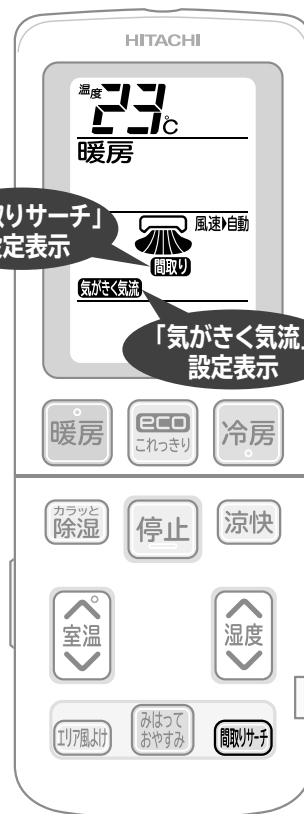 HITACHI
温度 23℃
暖房
取りサーチ」
定表示
風速▶自動
間取り
気がきく気流
「気がきく気流」
設定表示
暖房
eco
これっきり
冷房
カラッと
除湿
停止
涼快
室温
湿度
エリア風よけ
みはって
おやすみ
間取りサーチ